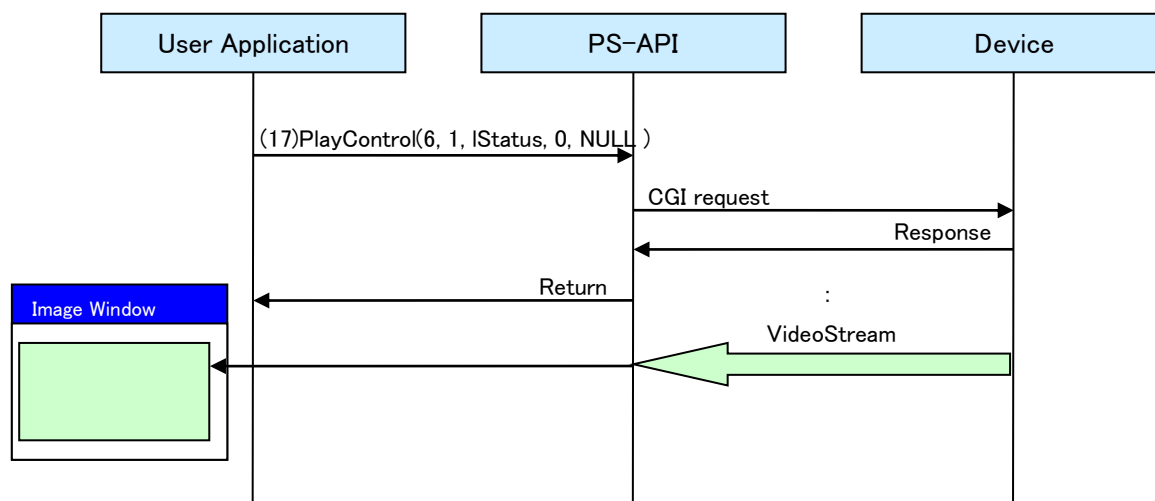 User Application
PS-API
Device
(17)PlayControl(6, 1, lStatus, 0, NULL )
CGI request
Response
Return
:
Image Window
VideoStream